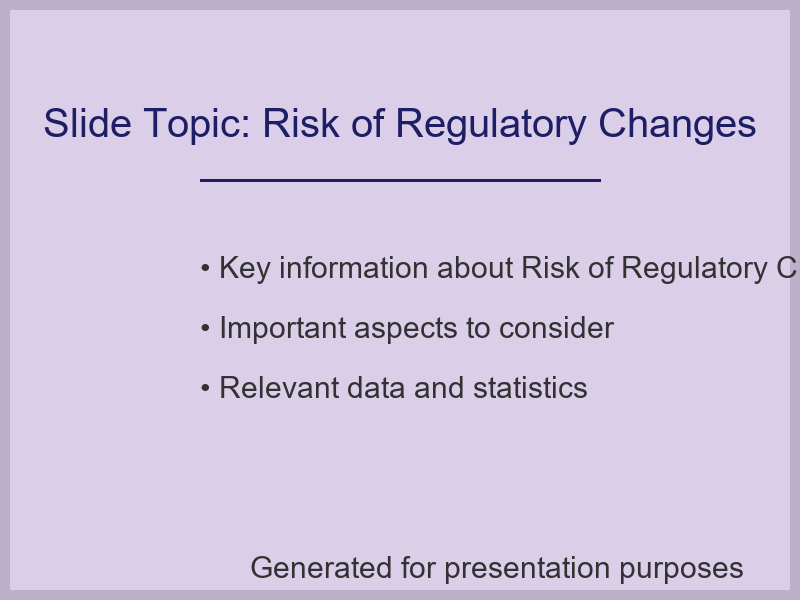 Slide Topic: Risk of Regulatory Changes
• Key information about Risk of Regulatory C
• Important aspects to consider
• Relevant data and statistics
Generated for presentation purposes